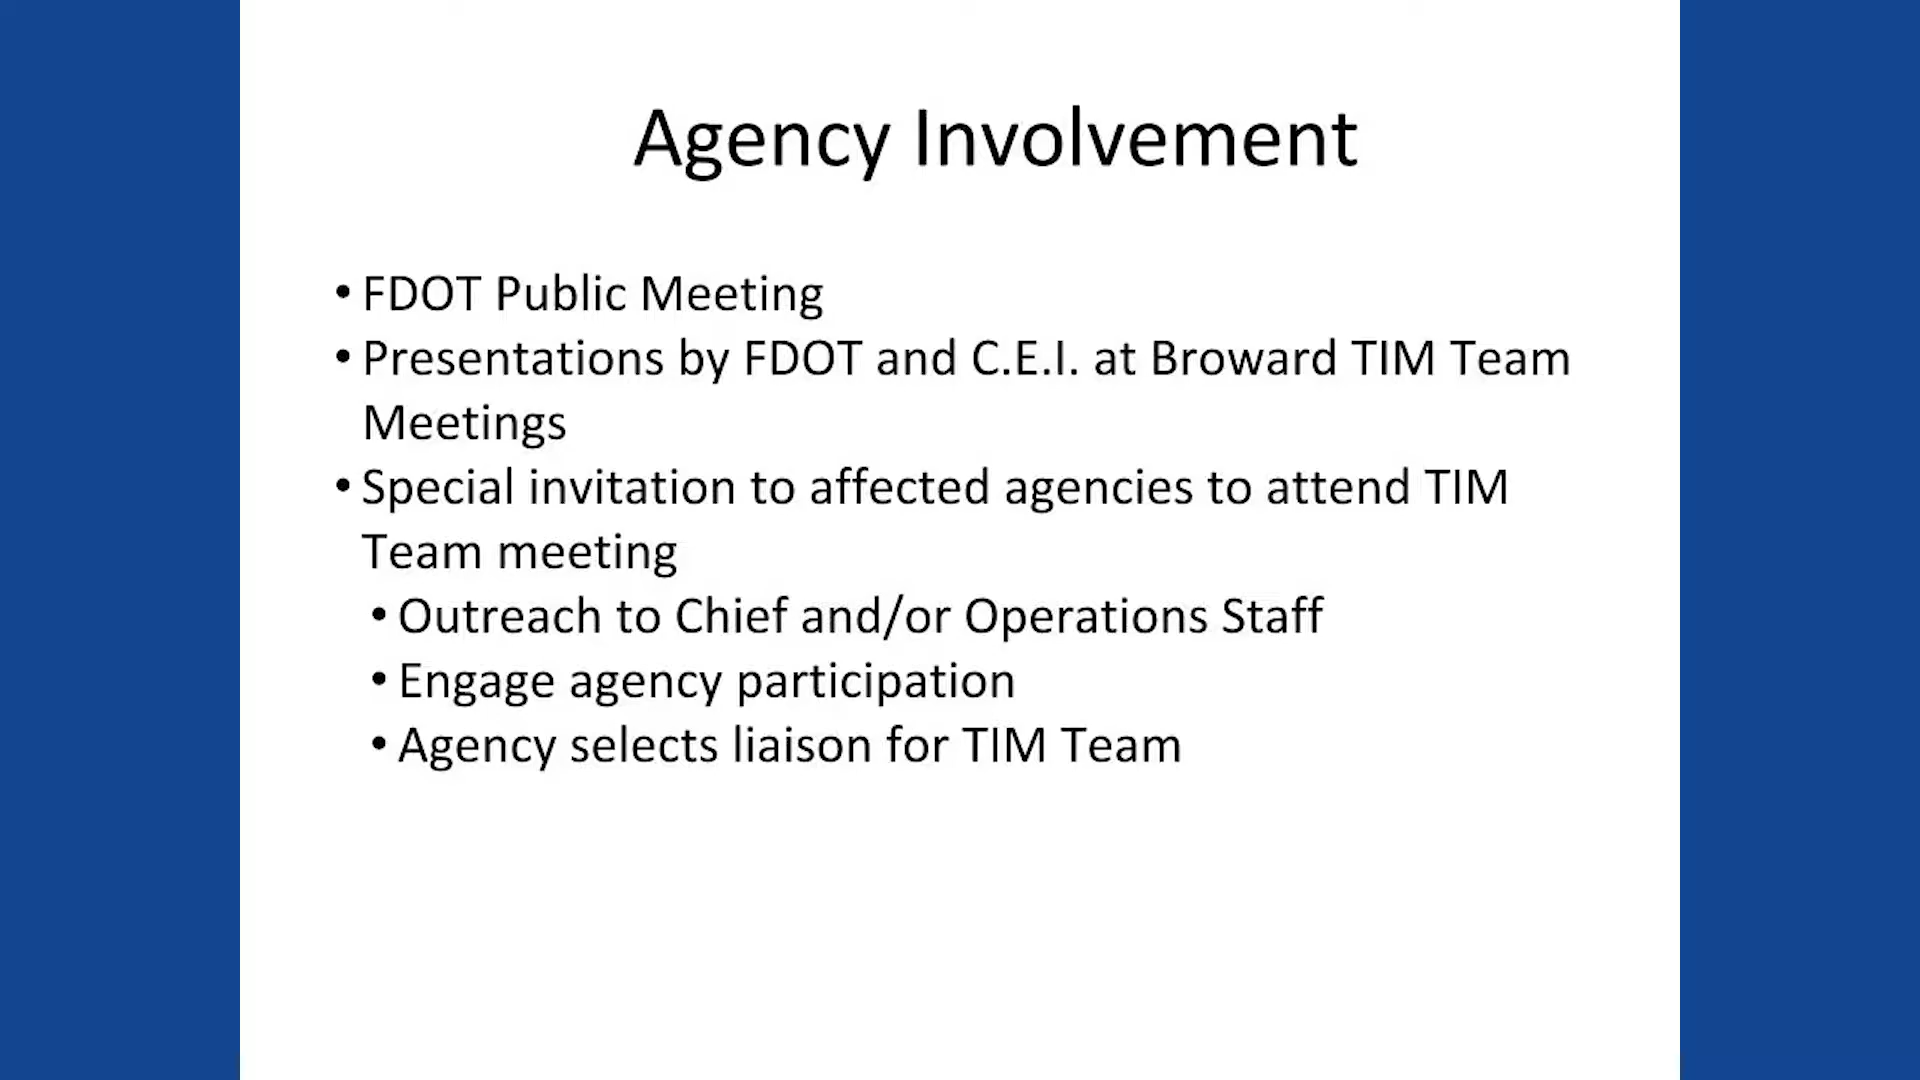 Agency Involvement
• FDOT Public Meeting
• Presentations by FDOT and C.E.I. at Broward TIM Team
Meetings
• Special invitation to affected agencies to attend TIM
Team meeting
• Outreach to Chief and/or Operations Staff
• Engage agency participation
• Agency selects liaison for TIM Team